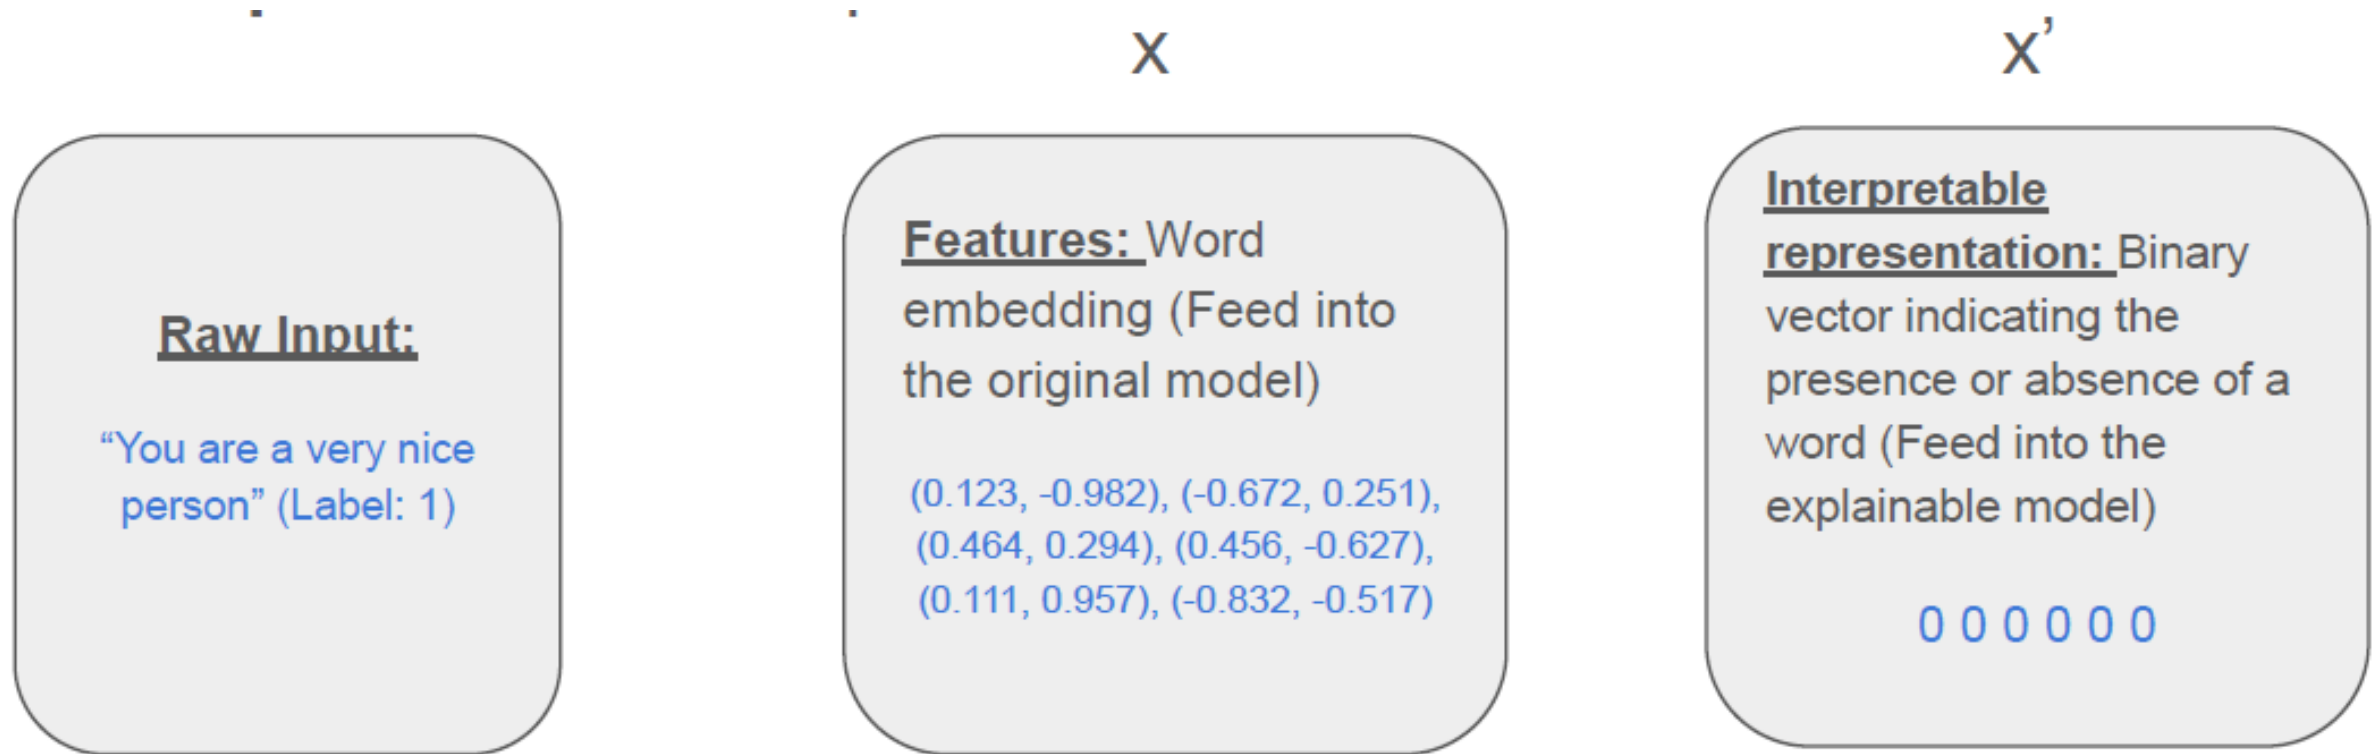 x
x’
Raw Input:
“You are a very nice
person” (Label: 1)
Features: Word
embedding (Feed into
the original model)
(0.123, -0.982), (-0.672, 0.251),
(0.464, 0.294), (0.456, -0.627),
(0.111, 0.957), (-0.832, -0.517)
Interpretable
representation: Binary
vector indicating the
presence or absence of a
word (Feed into the
explainable model)
0 0 0 0 0 0